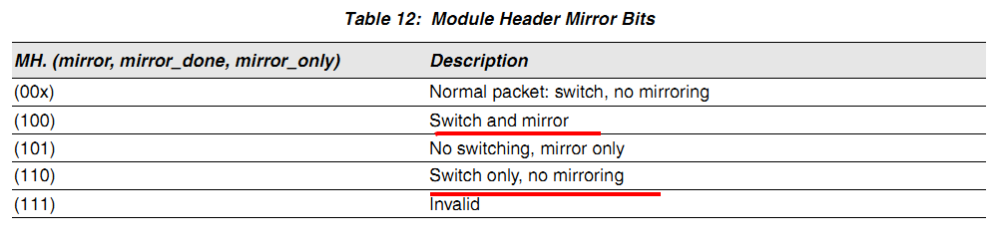 Table 12: Module Header Mirror Bits
MH. (mirror, mirror_done, mirror_only) Description
(00x) Normal packet: switch, no mirroring
(100) Switch and mirror
(101) No switching, mirror only
(110) Switch only, no mirroring
(111) Invalid